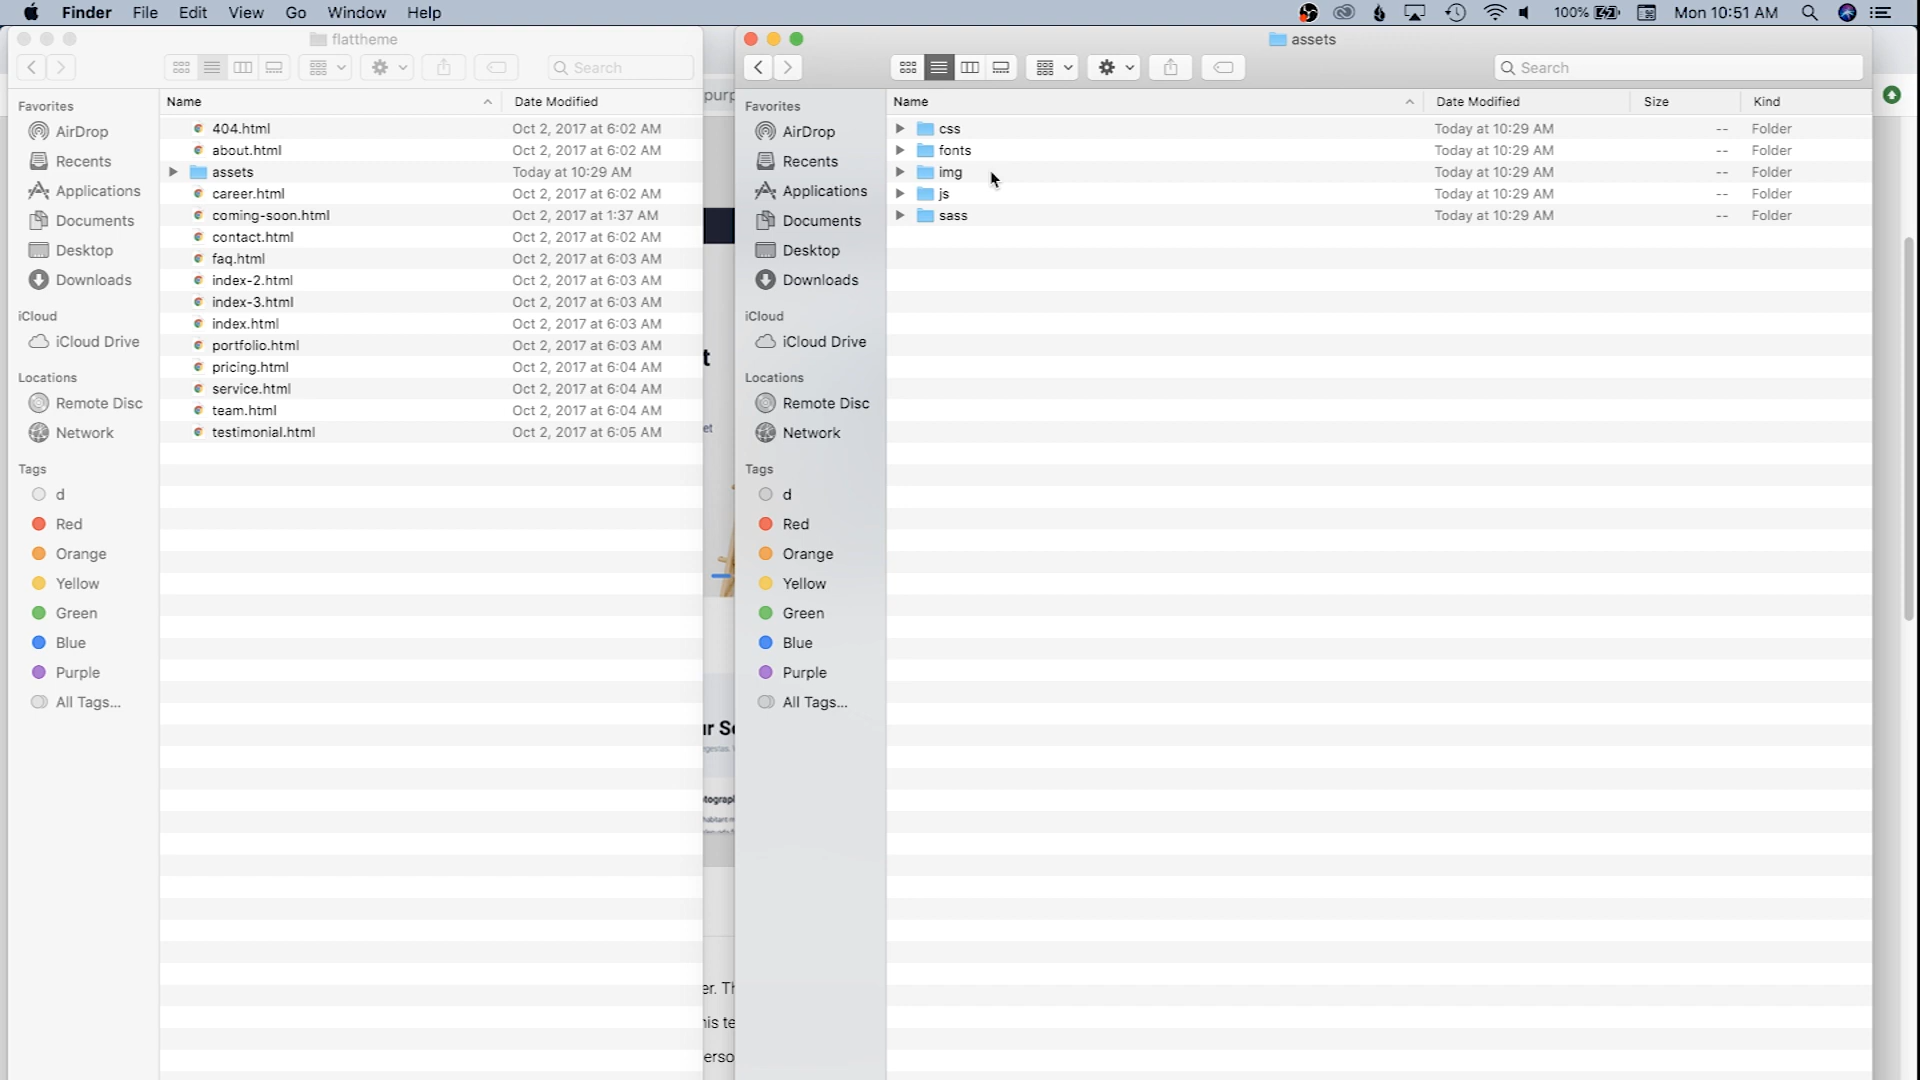 Finder File Edit View Go Window Help 100% Mon 10:51 AM
flattheme
Search
Favorites
AirDrop
Recents
Applications
Documents
Desktop
Downloads
iCloud
iCloud Drive
Locations
Remote Disc
Network
Tags
d
Red
Orange
Yellow
Green
Blue
Purple
All Tags...
Name Date Modified
404.html Oct 2, 2017 at 6:02 AM
about.html Oct 2, 2017 at 6:02 AM
assets Today at 10:29 AM
career.html Oct 2, 2017 at 6:02 AM
coming-soon.html Oct 2, 2017 at 1:37 AM
contact.html Oct 2, 2017 at 6:02 AM
faq.html Oct 2, 2017 at 6:03 AM
index-2.html Oct 2, 2017 at 6:03 AM
index-3.html Oct 2, 2017 at 6:03 AM
index.html Oct 2, 2017 at 6:03 AM
portfolio.html Oct 2, 2017 at 6:03 AM
pricing.html Oct 2, 2017 at 6:04 AM
service.html Oct 2, 2017 at 6:04 AM
team.html Oct 2, 2017 at 6:04 AM
testimonial.html Oct 2, 2017 at 6:05 AM
purp
t
et
ur Se
egestas.
tograpl
habitant m
er. Th
nis te
erso
assets
Search
Favorites
AirDrop
Recents
Applications
Documents
Desktop
Downloads
iCloud
iCloud Drive
Locations
Remote Disc
Network
Tags
d
Red
Orange
Yellow
Green
Blue
Purple
All Tags...
Name Date Modified Size Kind
css Today at 10:29 AM -- Folder
fonts Today at 10:29 AM -- Folder
img Today at 10:29 AM -- Folder
js Today at 10:29 AM -- Folder
sass Today at 10:29 AM -- Folder